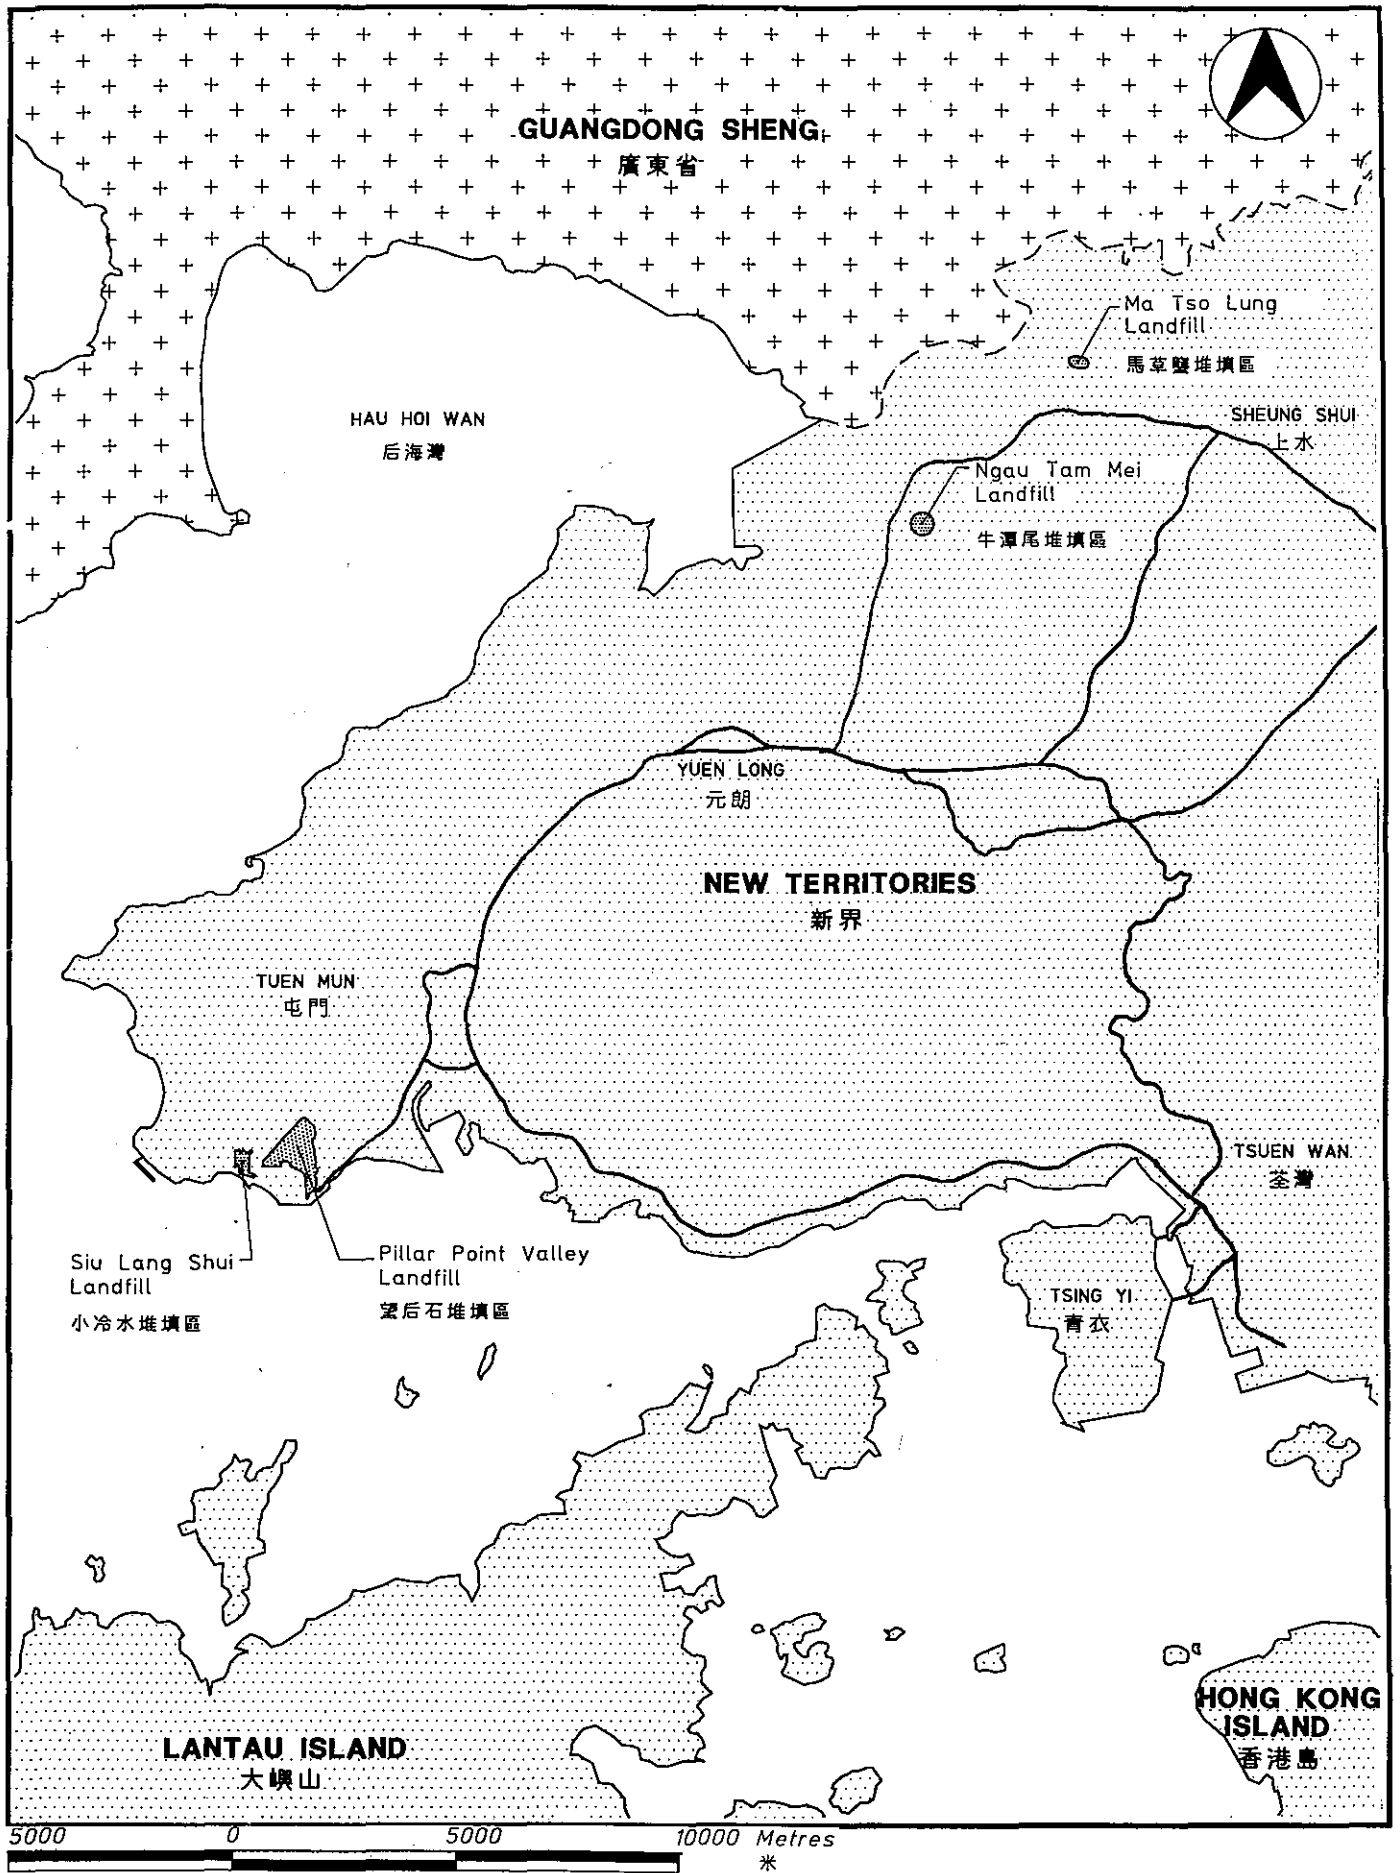 GUANGDONG SHENG
廣東省
Ma Tso Lung
Landfill
馬草壟堆填區
HAU HOI WAN
后海灣
SHEUNG SHUI
上水
Ngau Tam Mei
Landfill
牛潭尾堆填區
YUEN LONG
元朗
NEW TERRITORIES
新界
TUEN MUN
屯門
TSUEN WAN
荃灣
Siu Lang Shui
Landfill
小冷水堆填區
Pillar Point Valley
Landfill
望后石堆填區
TSING YI
青衣
HONG KONG
ISLAND
香港島
LANTAU ISLAND
大嶼山
5000 0 5000 10000 Metres
米